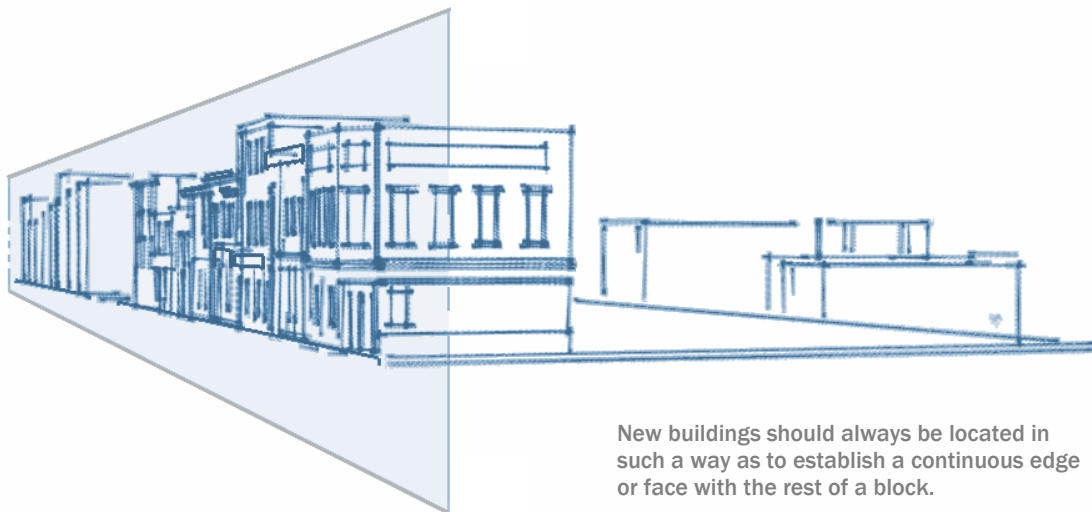 New buildings should always be located in
such a way as to establish a continuous edge
or face with the rest of a block.